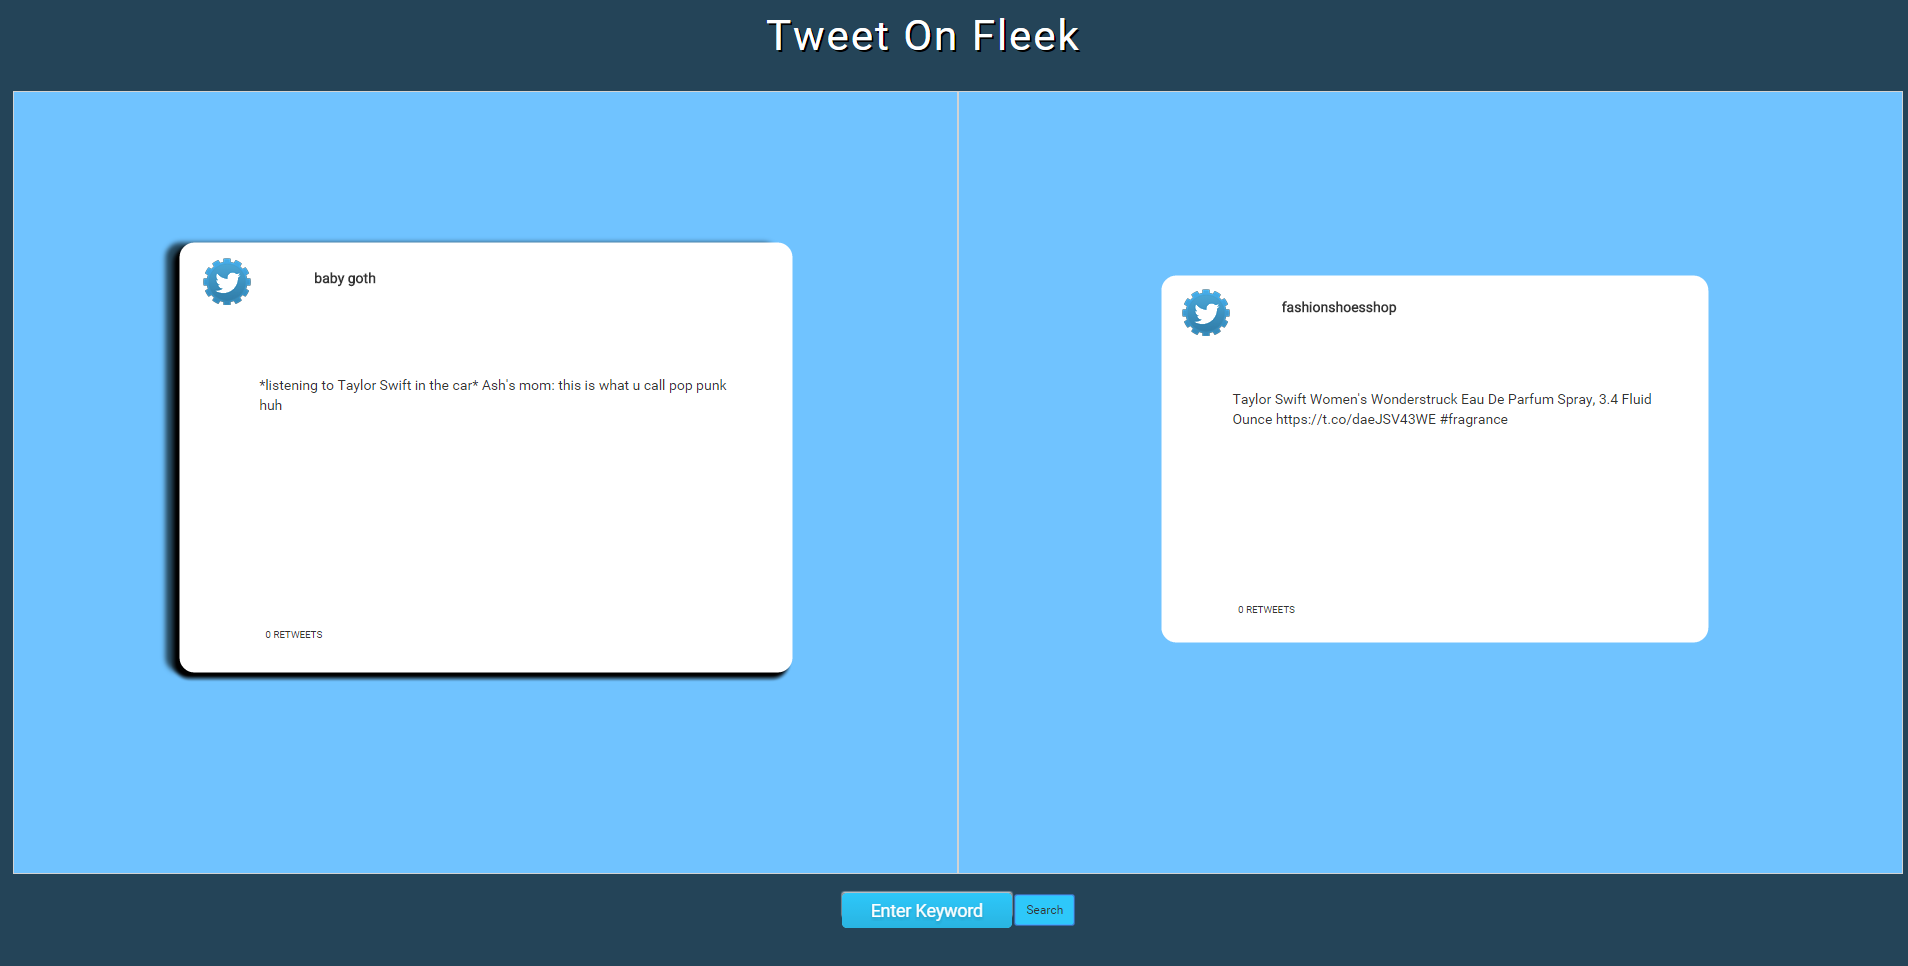 Tweet On Fleek
baby goth
*listening to Taylor Swift in the car* Ash's mom: this is what u call pop punk
huh
0 RETWEETS
fashionshoesshop
Taylor Swift Women's Wonderstruck Eau De Parfum Spray, 3.4 Fluid
Ounce https://t.co/daeJSV43WE #fragrance
0 RETWEETS
Enter Keyword
Search